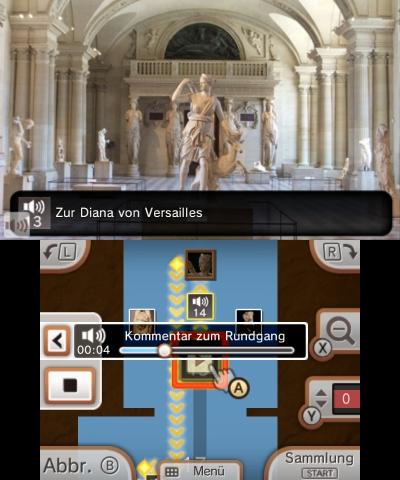 3
Zur Diana von Versailles
L
R
14
Kommentar zum Rundgang
00:04
X
A
Y
0
Abbr. B
Menü
Sammlung
START